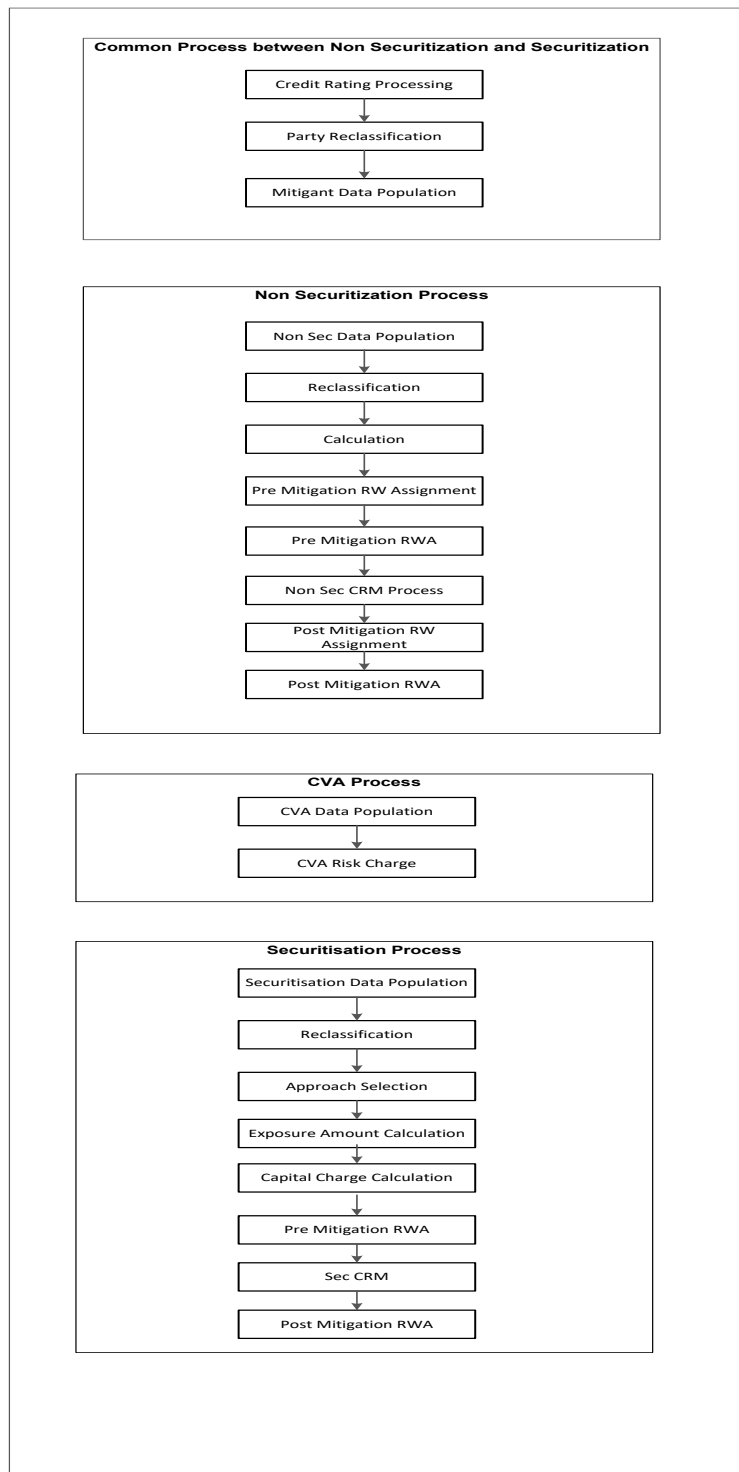 Common Process between Non Securitization and Securitization
Credit Rating Processing
Party Reclassification
Mitigant Data Population
Non Securitization Process
Non Sec Data Population
Reclassification
Calculation
Pre Mitigation RW Assignment
Pre Mitigation RWA
Non Sec CRM Process
Post Mitigation RW
Assignment
Post Mitigation RWA
CVA Process
CVA Data Population
CVA Risk Charge
Securitisation Process
Securitisation Data Population
Reclassification
Approach Selection
Exposure Amount Calculation
Capital Charge Calculation
Pre Mitigation RWA
Sec CRM
Post Mitigation RWA